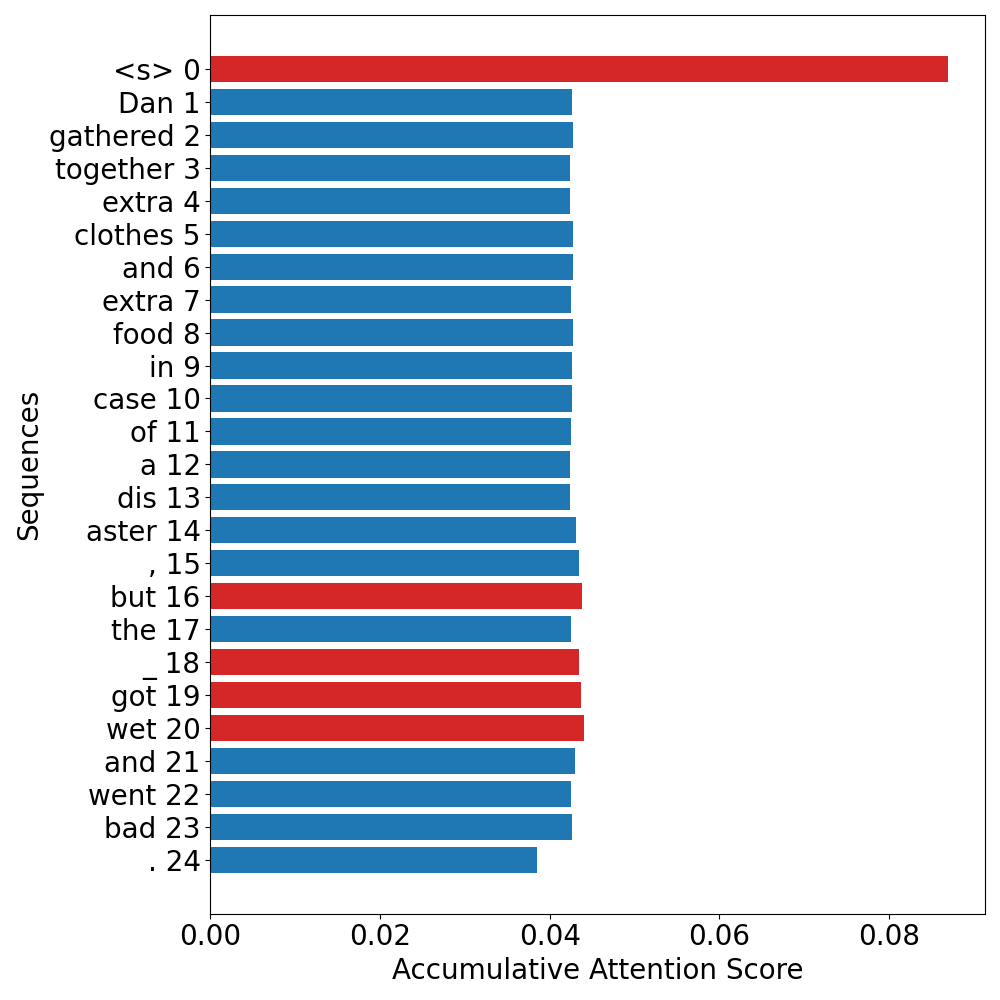 <s> 0
Dan 1
gathered 2
together 3
extra 4
clothes 5
and 6
extra 7
food 8
in 9
case 10
of 11
a 12
dis 13
aster 14
, 15
but 16
the 17
_ 18
got 19
wet 20
and 21
went 22
bad 23
. 24
Sequences
0.00 0.02 0.04 0.06 0.08
Accumulative Attention Score